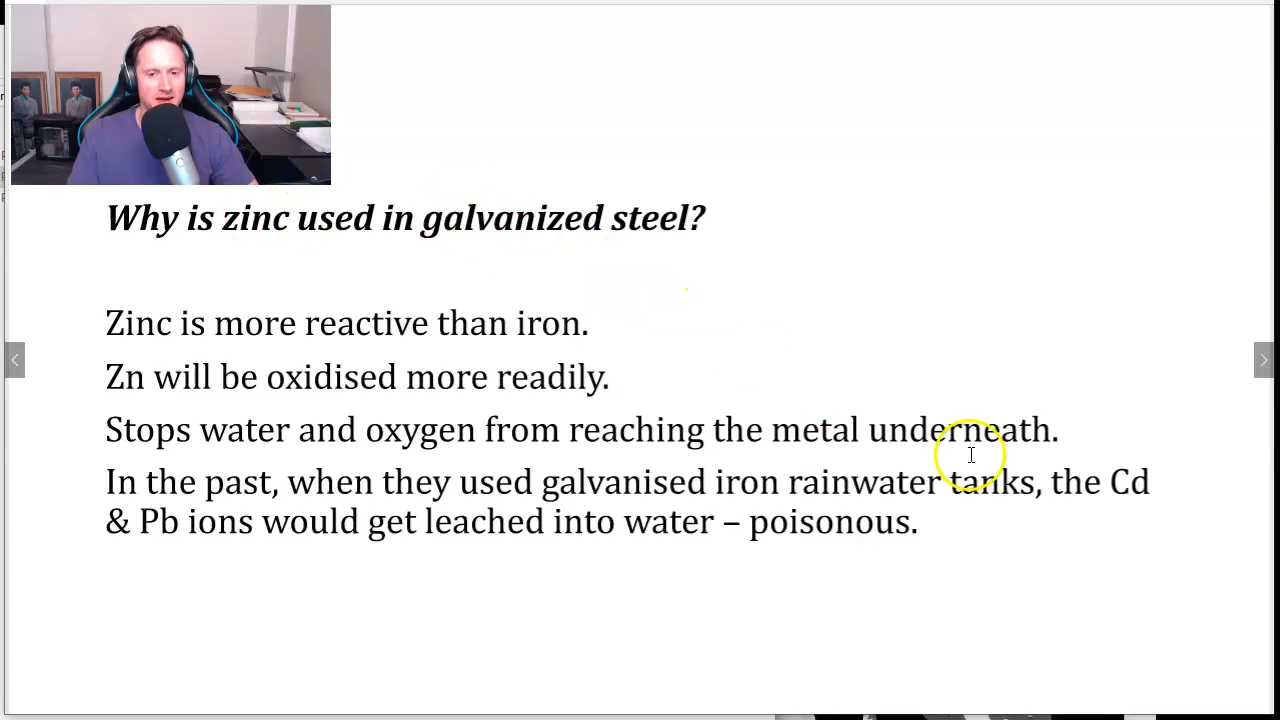 Why is zinc used in galvanized steel?
Zinc is more reactive than iron.
Zn will be oxidised more readily.
Stops water and oxygen from reaching the metal underneath.
In the past, when they used galvanised iron rainwater tanks, the Cd
& Pb ions would get leached into water – poisonous.